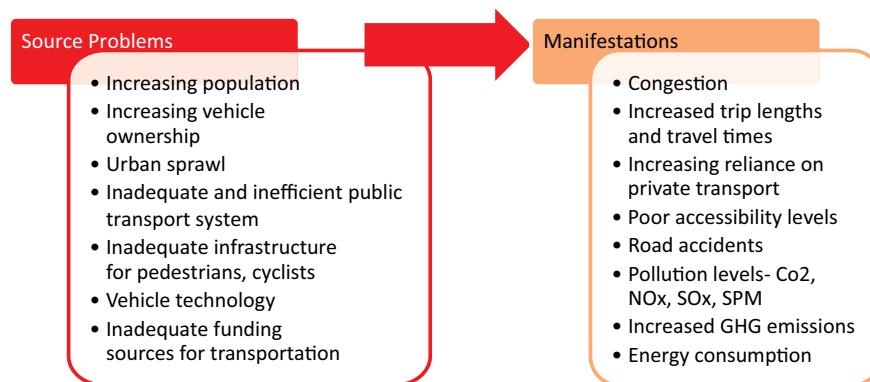 Source Problems
• Increasing population
• Increasing vehicle
ownership
• Urban sprawl
• Inadequate and inefficient public
transport system
• Inadequate infrastructure
for pedestrians, cyclists
• Vehicle technology
• Inadequate funding
sources for transportation
Manifestations
• Congestion
• Increased trip lengths
and travel times
• Increasing reliance on
private transport
• Poor accessibility levels
• Road accidents
• Pollution levels- Co2,
NOx, SOx, SPM
• Increased GHG emissions
• Energy consumption